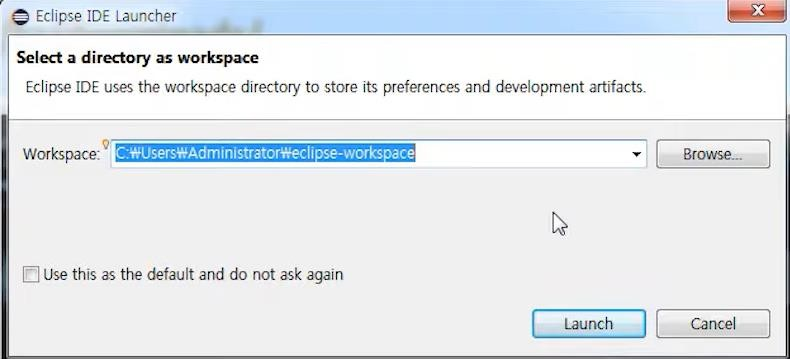 Eclipse IDE Launcher
Select a directory as workspace
Eclipse IDE uses the workspace directory to store its preferences and development artifacts.
Workspace: C:₩Users₩Administrator₩eclipse-workspace Browse...
Use this as the default and do not ask again
Launch Cancel